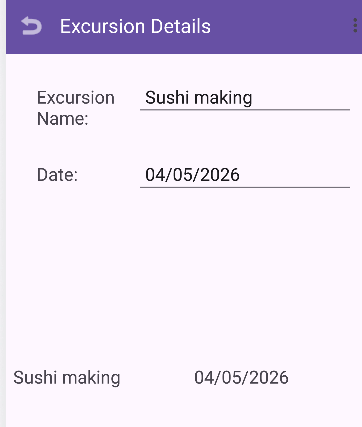 Excursion Details
Excursion Name: Sushi making
Date: 04/05/2026
Sushi making 04/05/2026